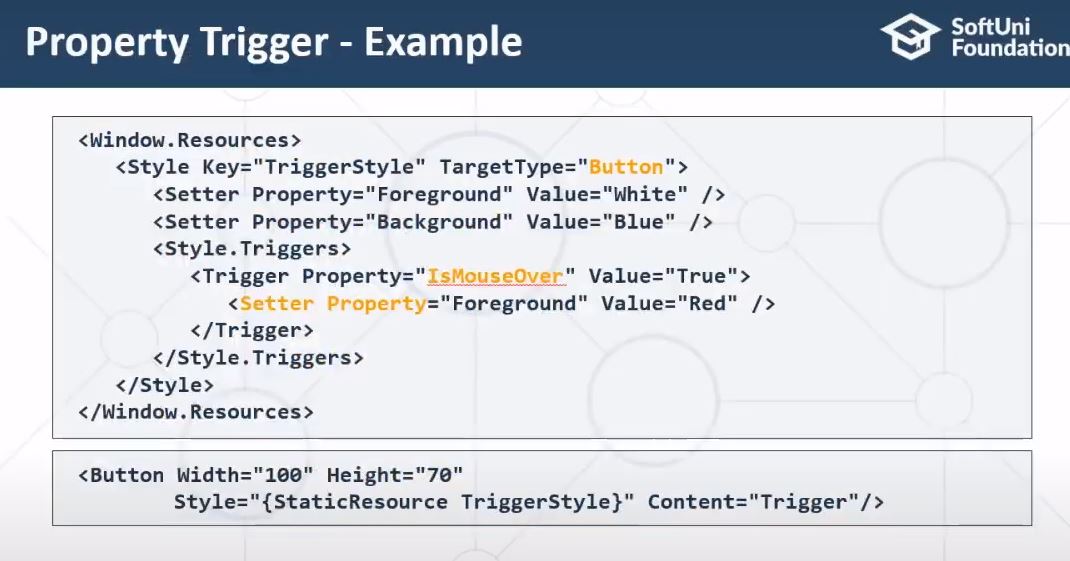 Property Trigger - Example
SoftUni
Foundation
<Window.Resources>
<Style Key="TriggerStyle" TargetType="Button">
<Setter Property="Foreground" Value="White" />
<Setter Property="Background" Value="Blue" />
<Style.Triggers>
<Trigger Property="IsMouseOver" Value="True">
<Setter Property="Foreground" Value="Red" />
</Trigger>
</Style.Triggers>
</Style>
</Window.Resources>
<Button Width="100" Height="70"
Style="{StaticResource TriggerStyle}" Content="Trigger"/>